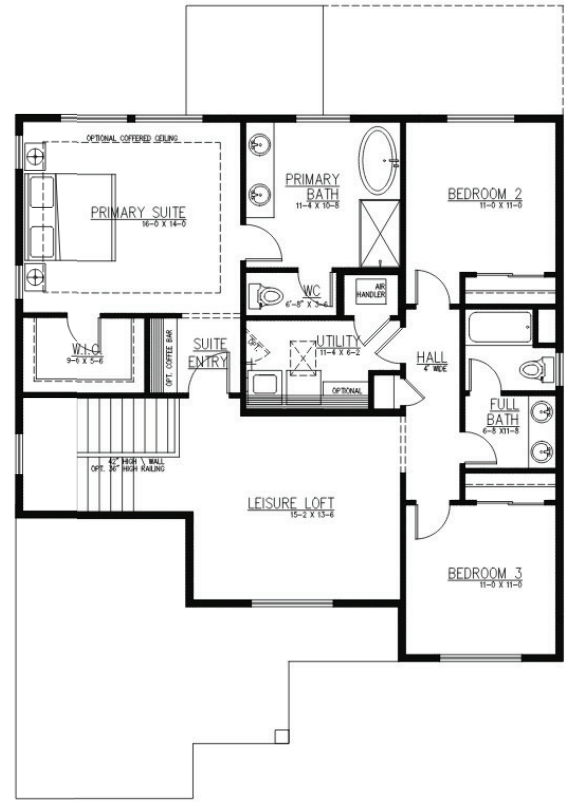 OPTIONAL COFFERED CEILING
PRIMARY SUITE
16-0 X 14-0
PRIMARY
BATH
11-4 X 10-8
BEDROOM 2
11-0 X 11-0
WC
6'-8" X 3-6
AIR
HANDLER
W.I.C.
9-0 X 5-6
OPT. COFFEE BAR
SUITE
ENTRY
UTILITY
11-4 X 6-2
OPTIONAL
HALL
4' WIDE
FULL
BATH
6-8 X11-8
42" HIGH \ WALL
OPT. 36" HIGH RAILING
LEISURE LOFT
15-2 X 13-6
BEDROOM 3
11-0 X 11-0